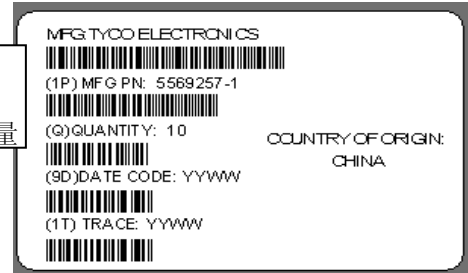 MFG TYCO ELECTRONICS
(1P) MFG PN: 5569257-1
(Q)QUANTITY: 10
量
COUNTRY OF ORIGIN:
CHINA
(9D)DATE CODE: YYWW
(1T) TRACE: YYWW